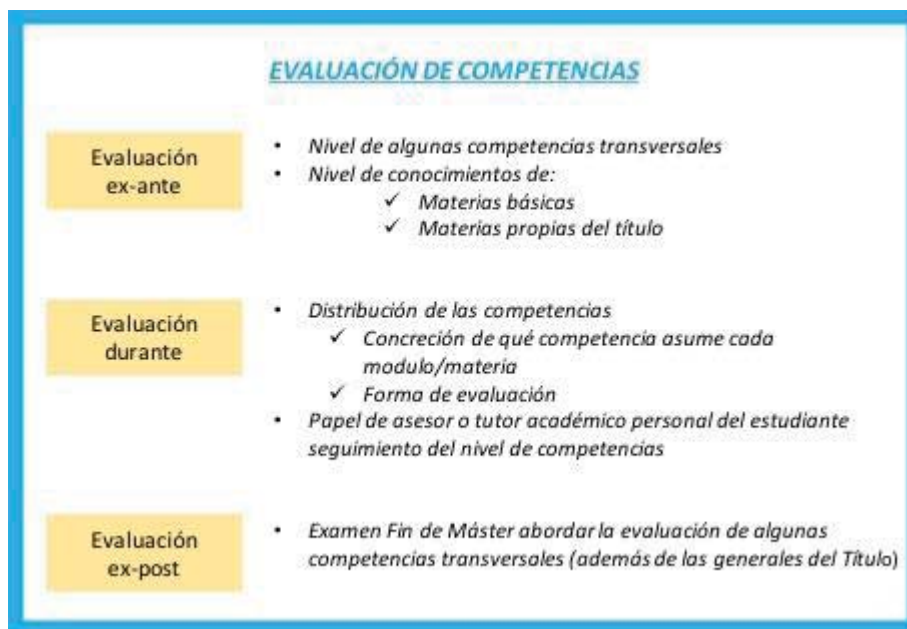 EVALUACIÓN DE COMPETENCIAS
Evaluación
ex-ante
• Nivel de algunas competencias transversales
• Nivel de conocimientos de:
✓ Materias básicas
✓ Materias propias del título
Evaluación
durante
• Distribución de las competencias
✓ Concreción de qué competencia asume cada
modulo/materia
✓ Forma de evaluación
• Papel de asesor o tutor académico personal del estudiante
seguimiento del nivel de competencias
Evaluación
ex-post
• Examen Fin de Máster abordar la evaluación de algunas
competencias transversales (además de las generales del Título)